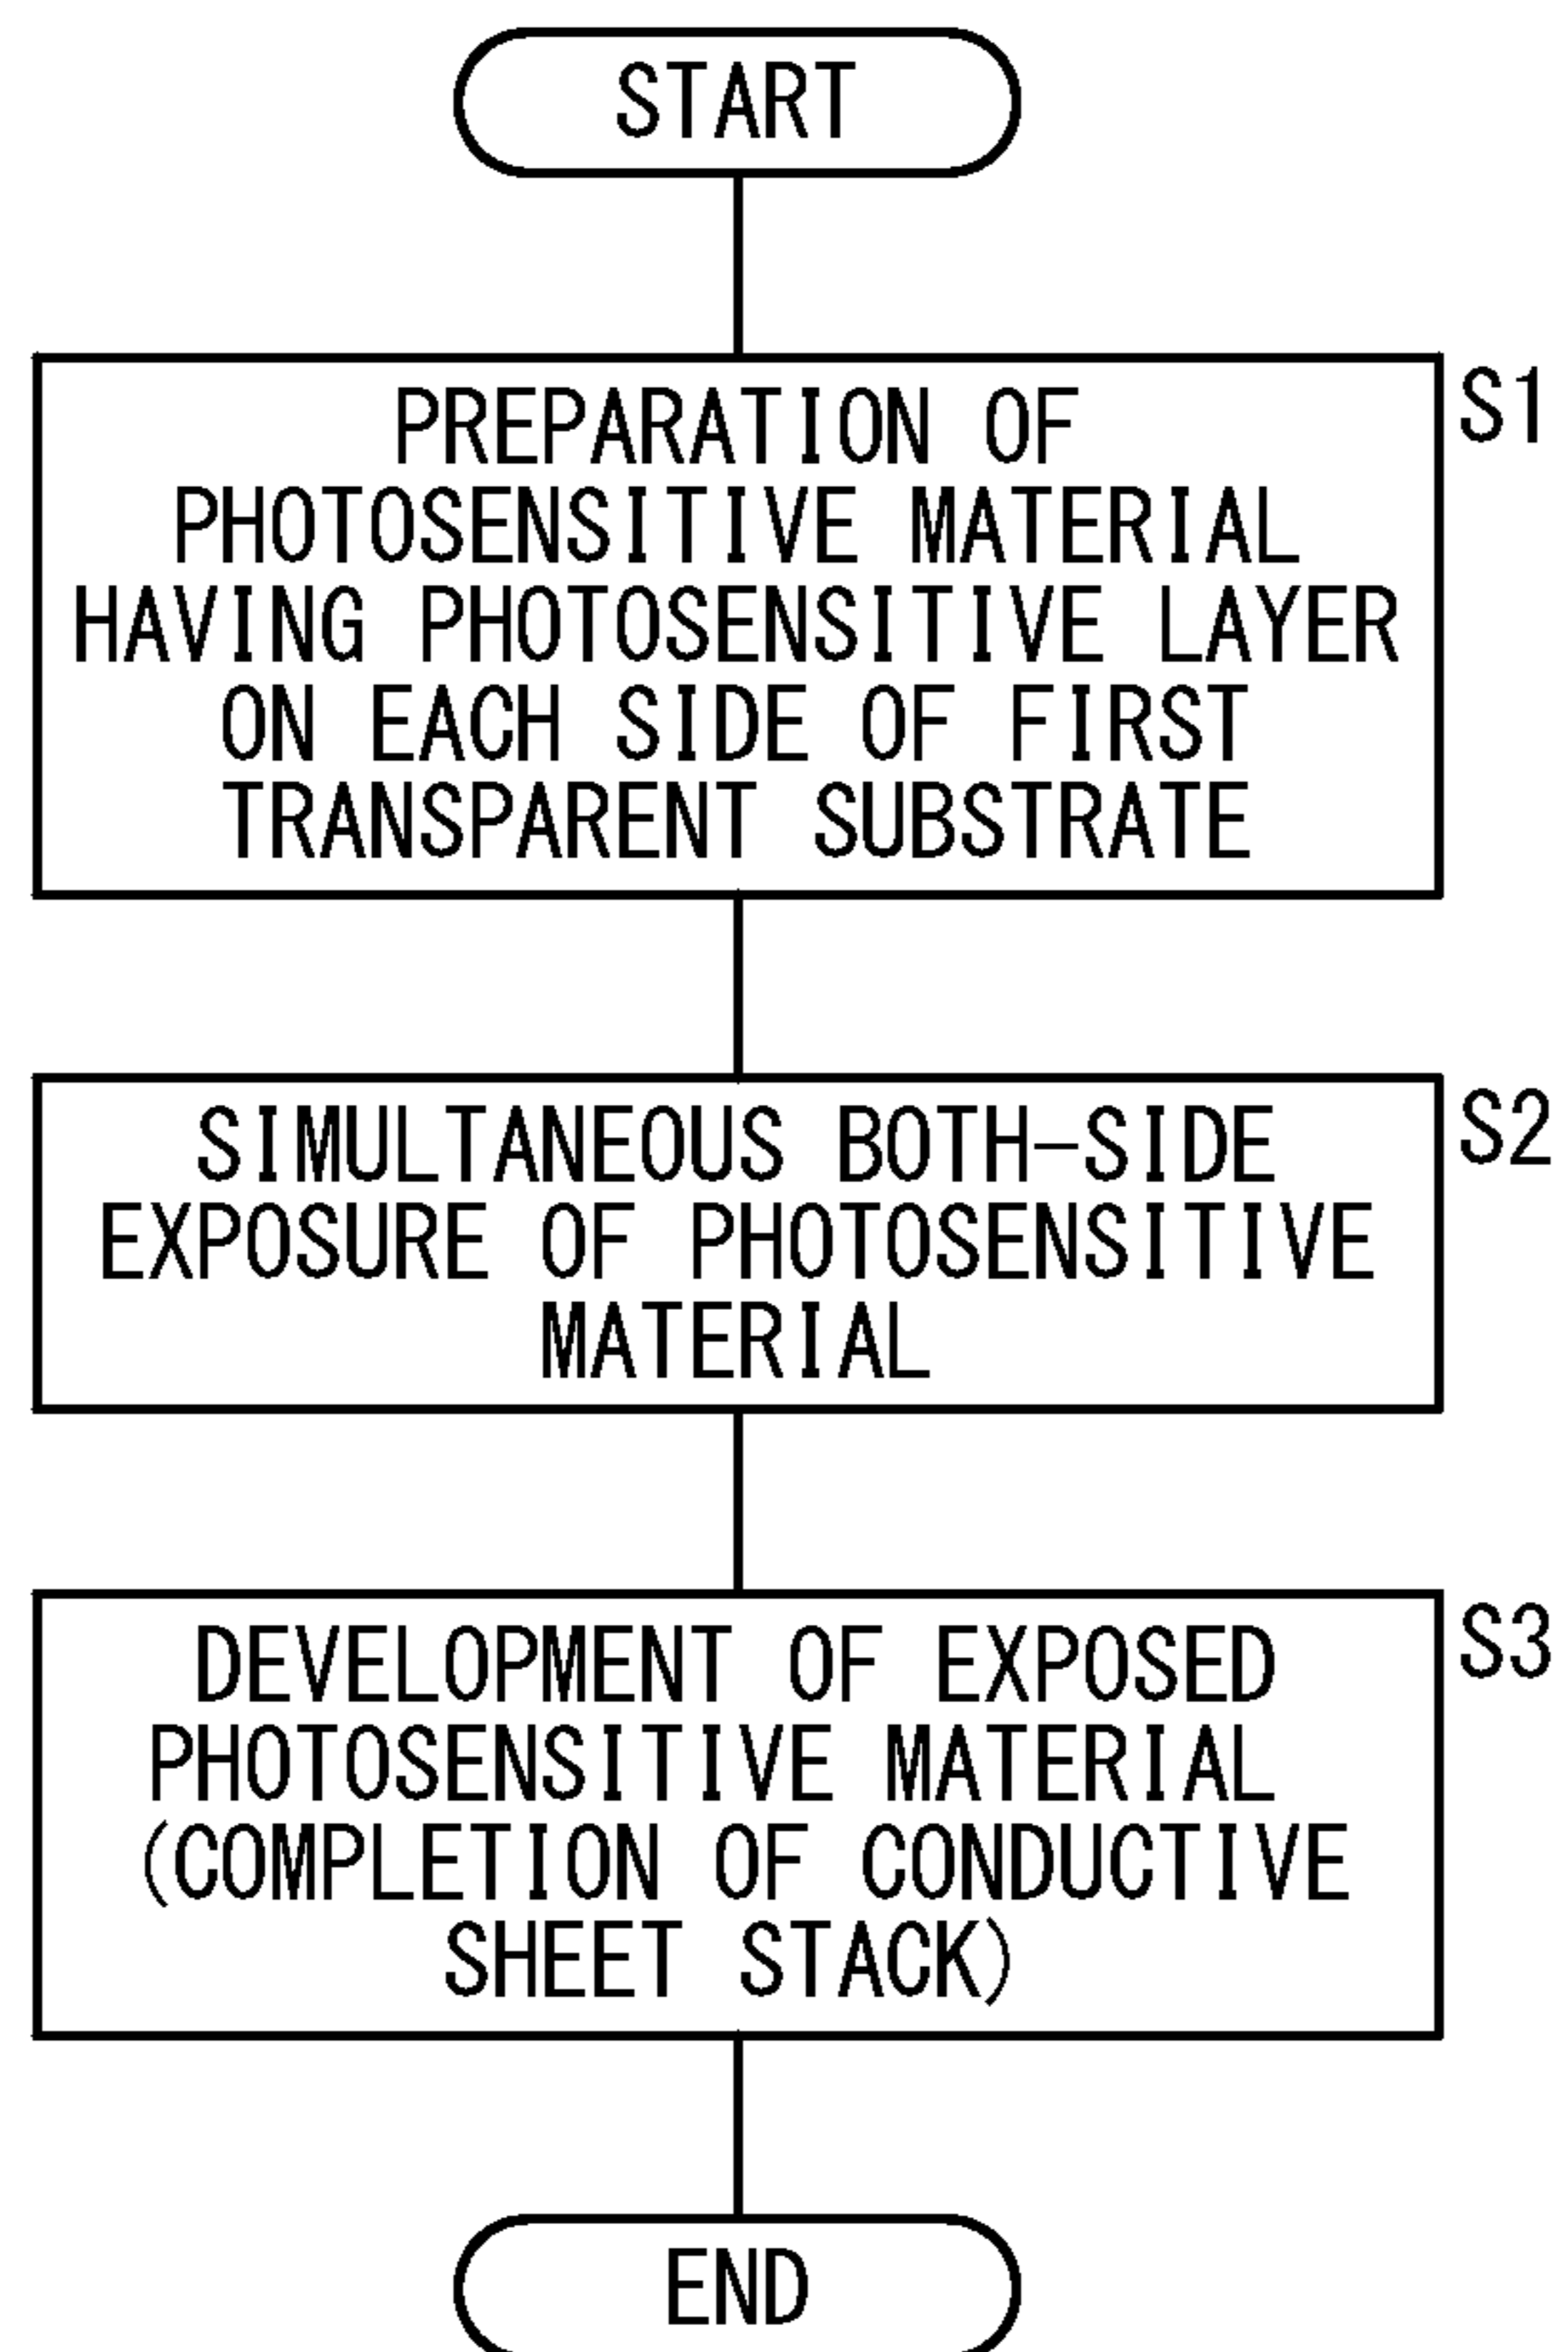 START
S1
PREPARATION OF
PHOTOSENSITIVE MATERIAL
HAVING PHOTOSENSITIVE LAYER
ON EACH SIDE OF FIRST
TRANSPARENT SUBSTRATE
S2
SIMULTANEOUS BOTH-SIDE
EXPOSURE OF PHOTOSENSITIVE
MATERIAL
S3
DEVELOPMENT OF EXPOSED
PHOTOSENSITIVE MATERIAL
(COMPLETION OF CONDUCTIVE
SHEET STACK)
END